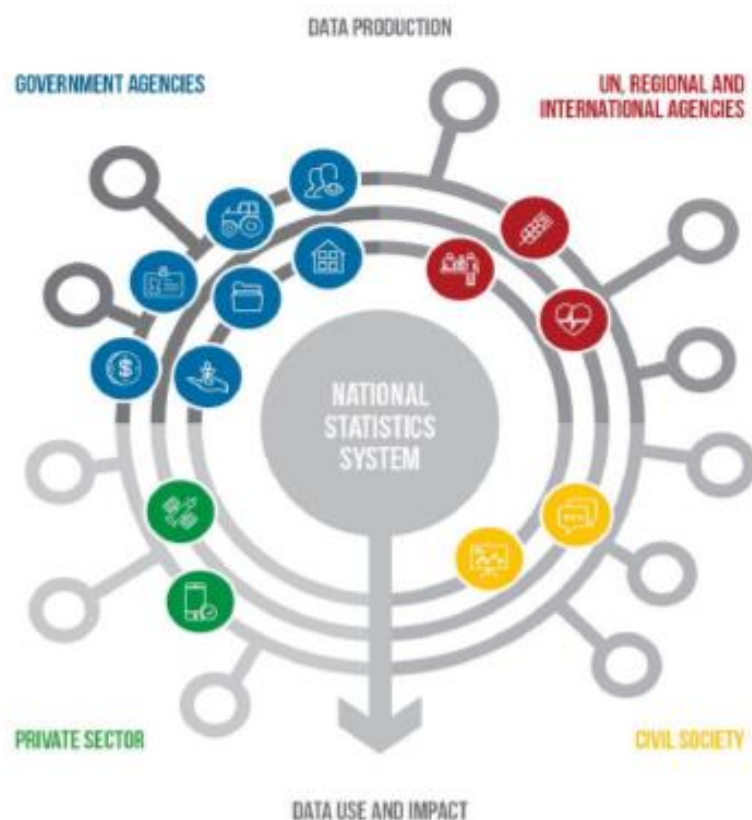 DATA PRODUCTION
GOVERNMENT AGENCIES
UN, REGIONAL AND
INTERNATIONAL AGENCIES
$
NATIONAL
STATISTICS
SYSTEM
PRIVATE SECTOR
CIVIL SOCIETY
DATA USE AND IMPACT